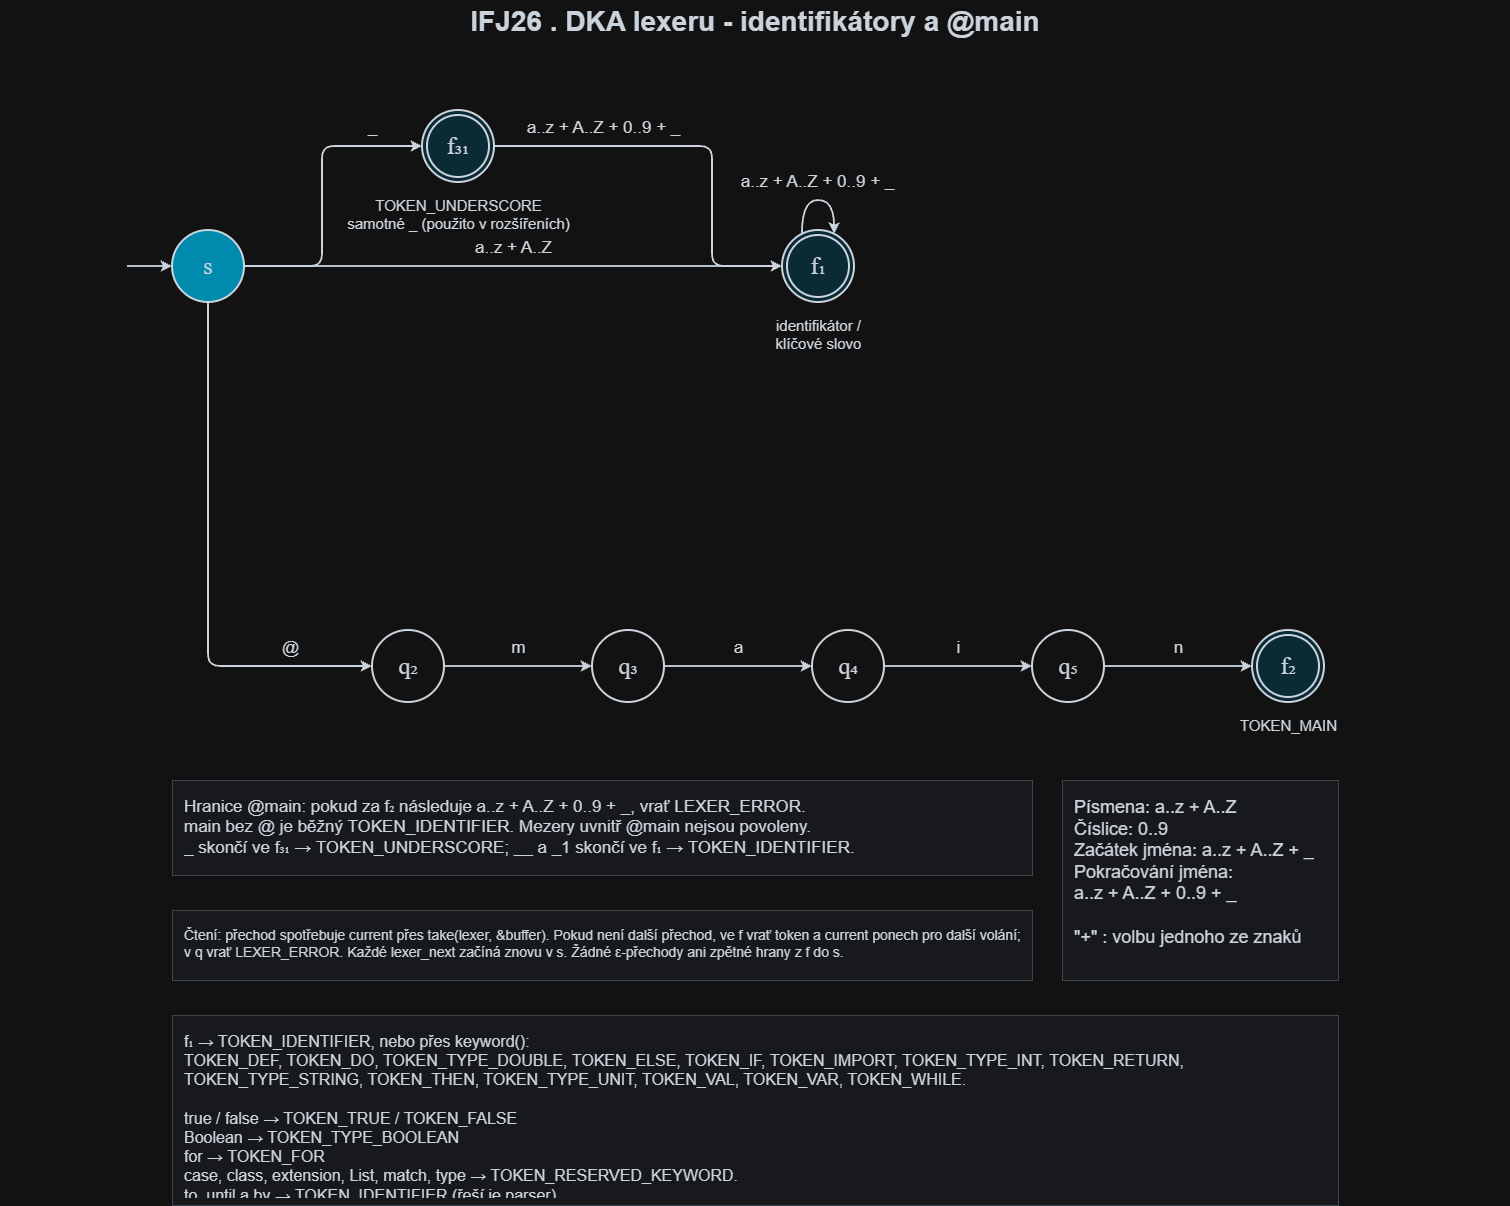 IFJ26 . DKA lexeru - identifikátory a @main
_
f₃₁
a..z + A..Z + 0..9 + _
a..z + A..Z + 0..9 + _
TOKEN_UNDERSCORE
samotné _ (použito v rozšířeních)
a..z + A..Z
s
f₁
identifikátor /
klíčové slovo
@
m
a
i
n
q₂
q₃
q₄
q₅
f₂
TOKEN_MAIN
Hranice @main: pokud za f₂ následuje a..z + A..Z + 0..9 + _, vrať LEXER_ERROR.
main bez @ je běžný TOKEN_IDENTIFIER. Mezery uvnitř @main nejsou povoleny.
_ skončí ve f₃₁ → TOKEN_UNDERSCORE; __ a _1 skončí ve f₁ → TOKEN_IDENTIFIER.
Písmena: a..z + A..Z
Číslice: 0..9
Začátek jména: a..z + A..Z + _
Pokračování jména:
a..z + A..Z + 0..9 + _
"+" : volbu jednoho ze znaků
Čtení: přechod spotřebuje current přes take(lexer, &buffer). Pokud není další přechod, ve f vrať token a current ponech pro další volání;
v q vrať LEXER_ERROR. Každé lexer_next začíná znovu v s. Žádné ε-přechody ani zpětné hrany z f do s.
f₁ → TOKEN_IDENTIFIER, nebo přes keyword():
TOKEN_DEF, TOKEN_DO, TOKEN_TYPE_DOUBLE, TOKEN_ELSE, TOKEN_IF, TOKEN_IMPORT, TOKEN_TYPE_INT, TOKEN_RETURN,
TOKEN_TYPE_STRING, TOKEN_THEN, TOKEN_TYPE_UNIT, TOKEN_VAL, TOKEN_VAR, TOKEN_WHILE.
true / false → TOKEN_TRUE / TOKEN_FALSE
Boolean → TOKEN_TYPE_BOOLEAN
for → TOKEN_FOR
case, class, extension, List, match, type → TOKEN_RESERVED_KEYWORD.
to, until a by → TOKEN_IDENTIFIER (řeší je parser)